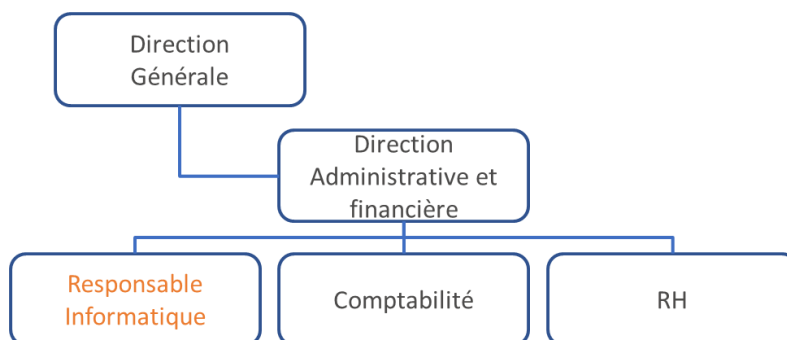 Direction
Générale
Direction
Administrative et
financière
Responsable
Informatique
Comptabilité
RH